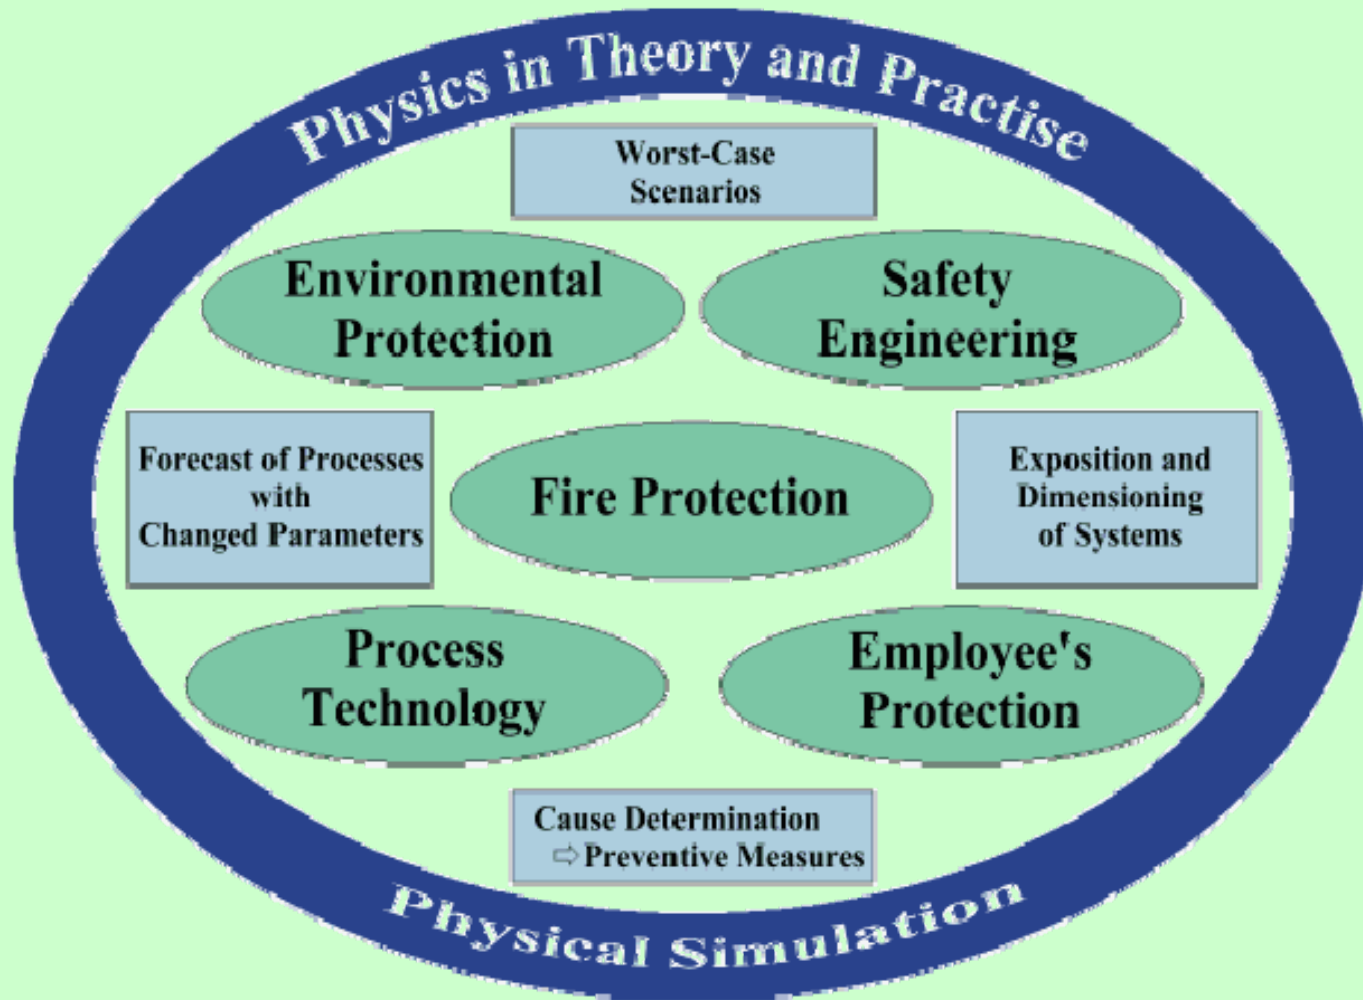 Physics in Theory and Practise
Worst-Case
Scenarios
Environmental
Protection
Safety
Engineering
Forecast of Processes
with
Changed Parameters
Fire Protection
Exposition and
Dimensioning
of Systems
Process
Technology
Employee's
Protection
Cause Determination
⇨ Preventive Measures
Physical Simulation